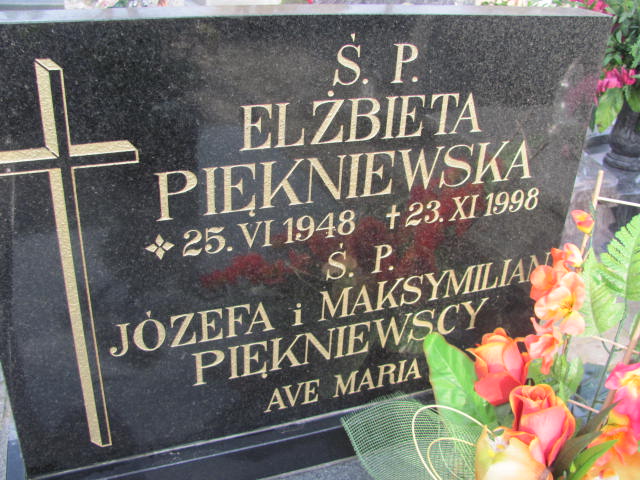 Ś. P.
ELŻBIETA
PIĘKNIEWSKA
25. VI 1948 † 23. XI 1998
Ś. P.
JÓZEFA i MAKSYMILIAN
PIĘKNIEWSCY
AVE MARIA